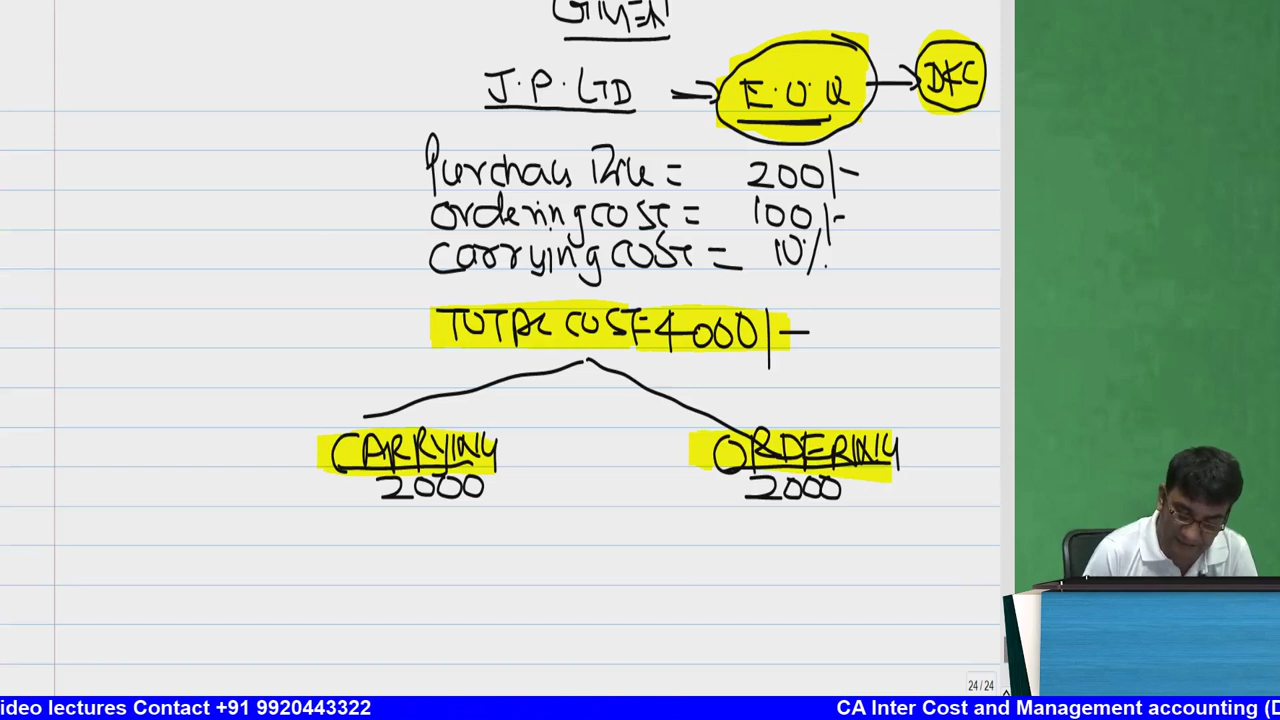 GIVEN
J.P. LTD → E.O.Q →
Purchase Price = 200/-
ordering cost = 100/-
carrying cost = 10%.
TOTAL COST = 4000/-
CARRYING ORDERING
2000 2000
24 / 24
ideo lectures Contact +91 9920443322 CA Inter Cost and Management accounting (D